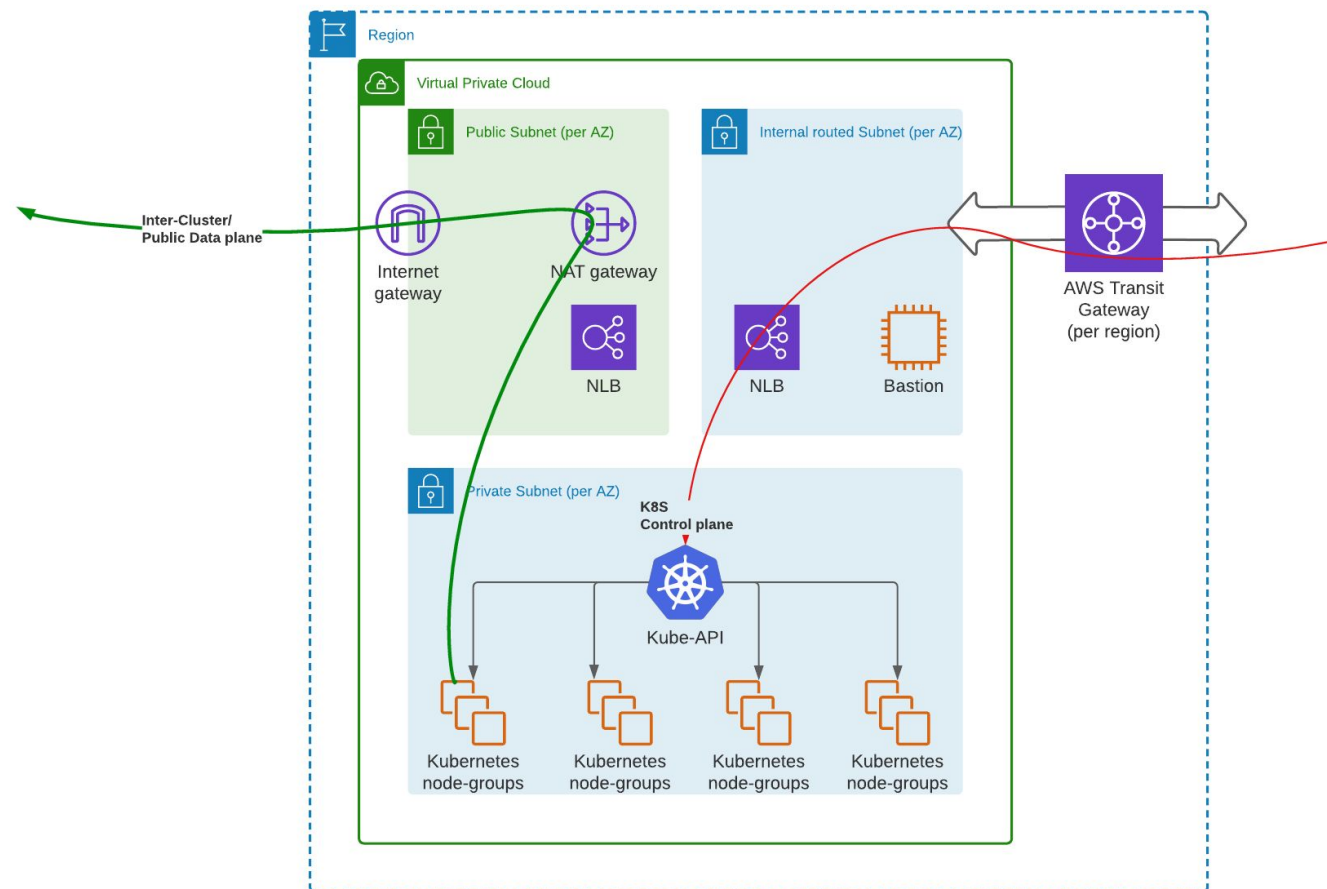 Region
Virtual Private Cloud
Public Subnet (per AZ)
Internal routed Subnet (per AZ)
Inter-Cluster/
Public Data plane
Internet
gateway
NAT gateway
NLB
NLB
Bastion
AWS Transit
Gateway
(per region)
Private Subnet (per AZ)
K8S
Control plane
Kube-API
Kubernetes
node-groups
Kubernetes
node-groups
Kubernetes
node-groups
Kubernetes
node-groups